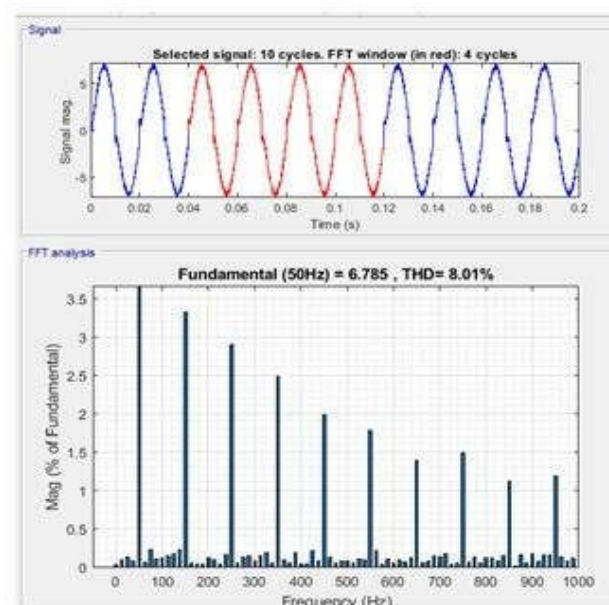 Signal
Selected signal: 10 cycles. FFT window (in red): 4 cycles
Signal mag.
5
0
-5
0 0.02 0.04 0.06 0.08 0.1 0.12 0.14 0.16 0.18 0.2
Time (s)
FFT analysis
Fundamental (50Hz) = 6.785 , THD= 8.01%
Mag (% of Fundamental)
3.5
3
2.5
2
1.5
1
0.5
0
0 100 200 300 400 500 600 700 800 900 1000
Frequency (Hz)